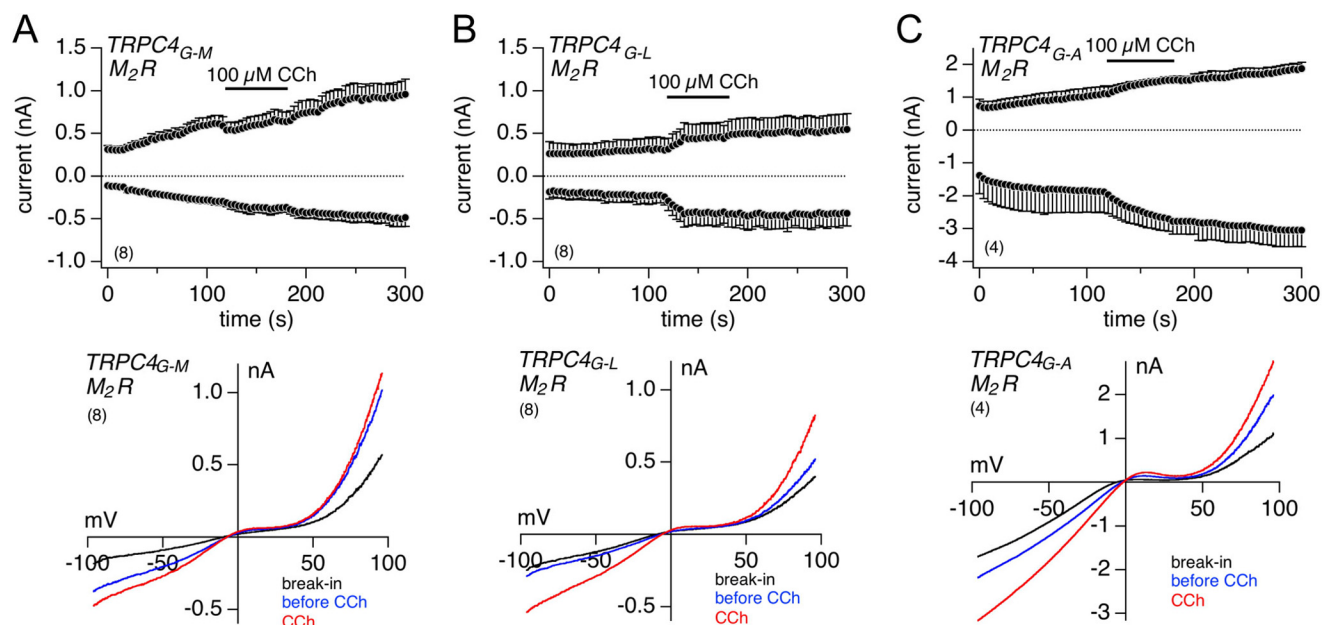 A
TRPC4G-M
M2R
100 µM CCh
current (nA)
1.5
1.0
0.5
0.0
-0.5
-1.0
(8)
0 100 200 300
time (s)
B
TRPC4G-L
M2R
100 µM CCh
current (nA)
1.5
1.0
0.5
0.0
-0.5
-1.0
(8)
0 100 200 300
time (s)
C
TRPC4G-A
M2R
100 µM CCh
current (nA)
2
1
0
-1
-2
-3
-4
(4)
0 100 200 300
time (s)
TRPC4G-M
M2R
(8)
nA
1.0
0.5
mV
-100 -50 50 100
-0.5
break-in
before CCh
CCh
TRPC4G-L
M2R
(8)
nA
1.0
0.5
mV
-100 -50 50 100
-0.5
break-in
before CCh
CCh
TRPC4G-A
M2R
(4)
nA
2
1
mV
-100 -50 50 100
-1
-2
-3
break-in
before CCh
CCh